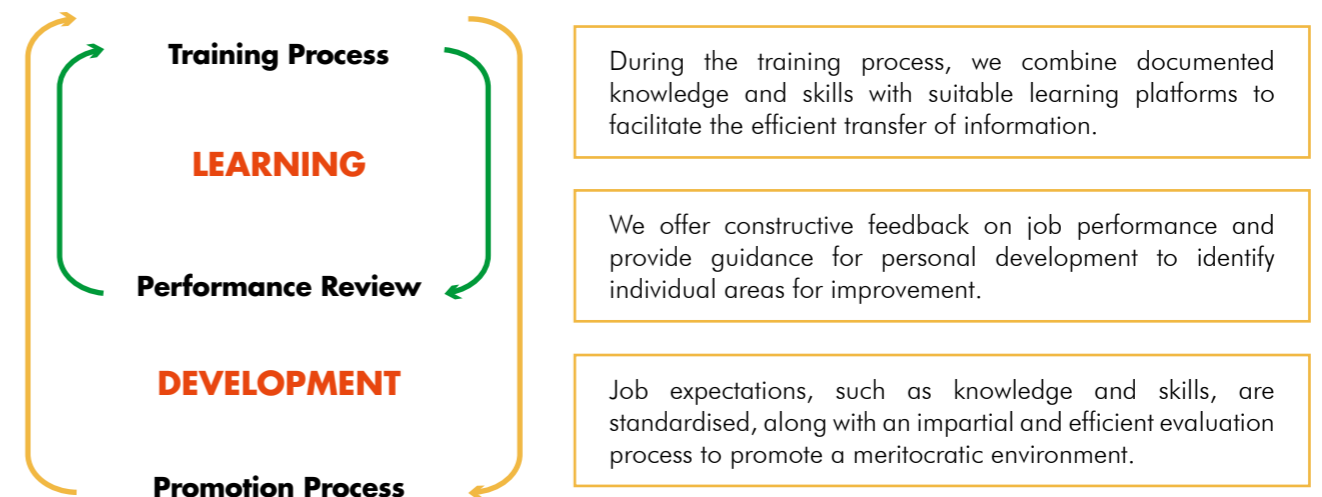 Training Process
LEARNING
Performance Review
DEVELOPMENT
Promotion Process
During the training process, we combine documented
knowledge and skills with suitable learning platforms to
facilitate the efficient transfer of information.
We offer constructive feedback on job performance and
provide guidance for personal development to identify
individual areas for improvement.
Job expectations, such as knowledge and skills, are
standardised, along with an impartial and efficient evaluation
process to promote a meritocratic environment.